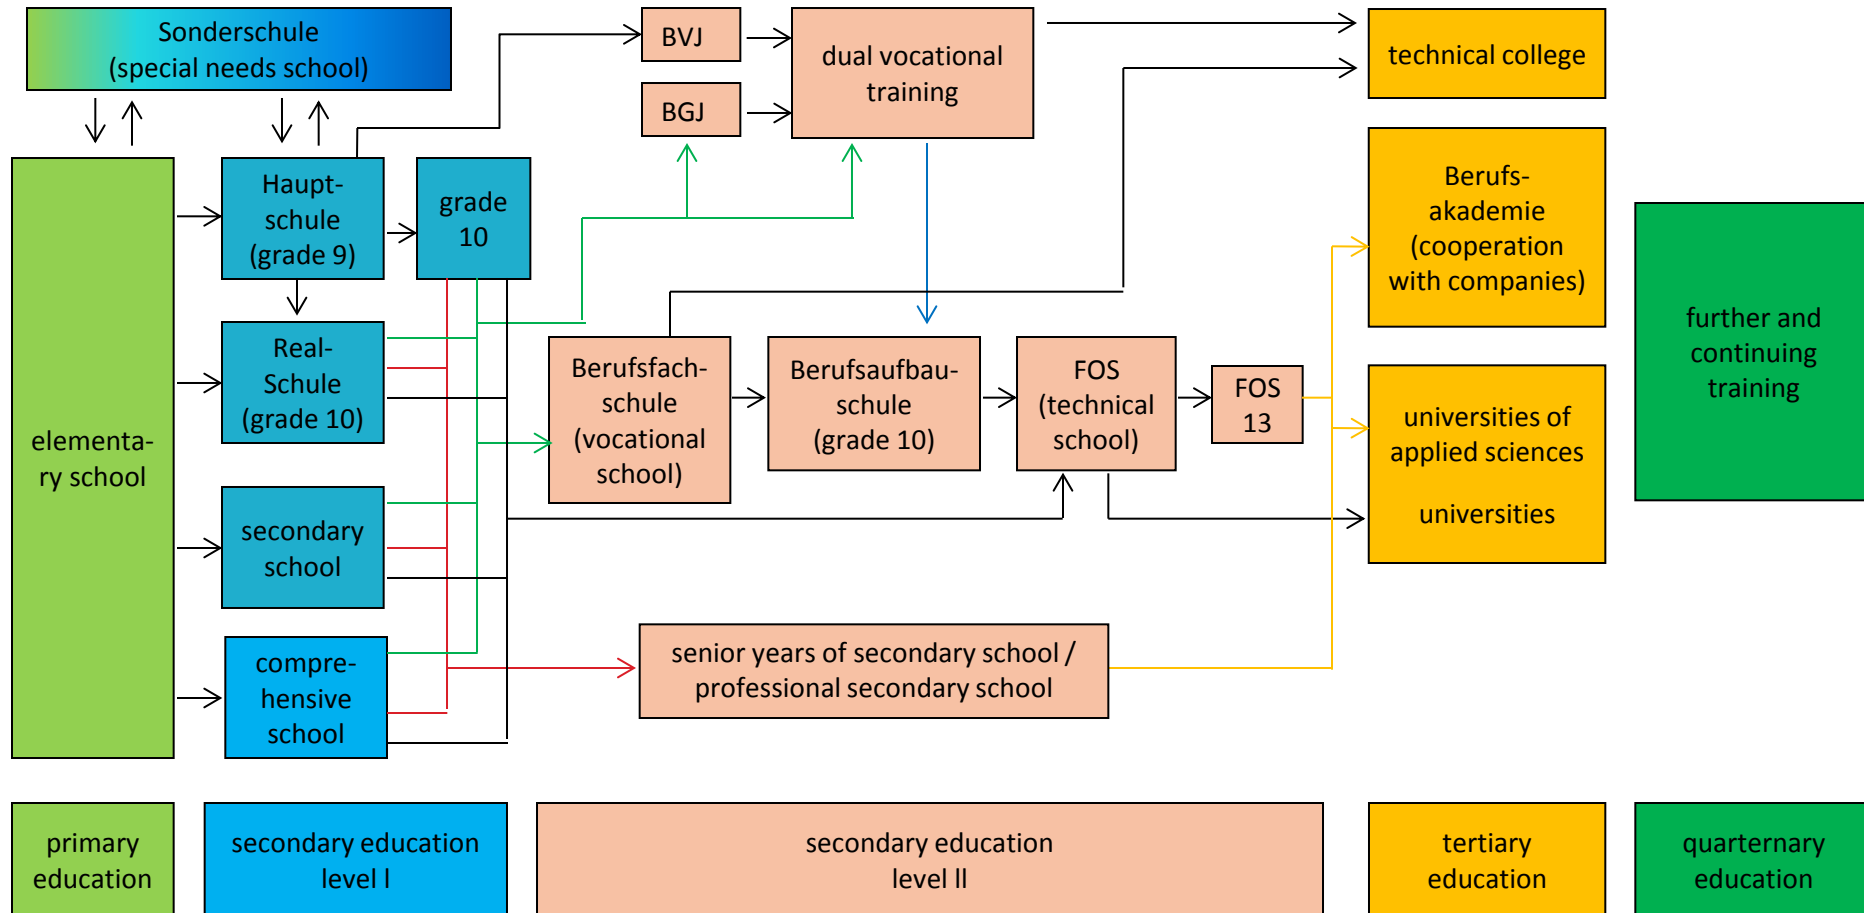 Sonderschule
(special needs school)
BVJ
BGJ
dual vocational
training
technical college
elementa-
ry school
Haupt-
schule
(grade 9)
grade
10
Real-
Schule
(grade 10)
secondary
school
compre-
hensive
school
Berufsfach-
schule
(vocational
school)
Berufsaufbau-
schule
(grade 10)
FOS
(technical
school)
FOS
13
senior years of secondary school /
professional secondary school
Berufs-
akademie
(cooperation
with companies)
universities of
applied sciences
universities
further and
continuing
training
primary
education
secondary education
level I
secondary education
level II
tertiary
education
quarternary
education